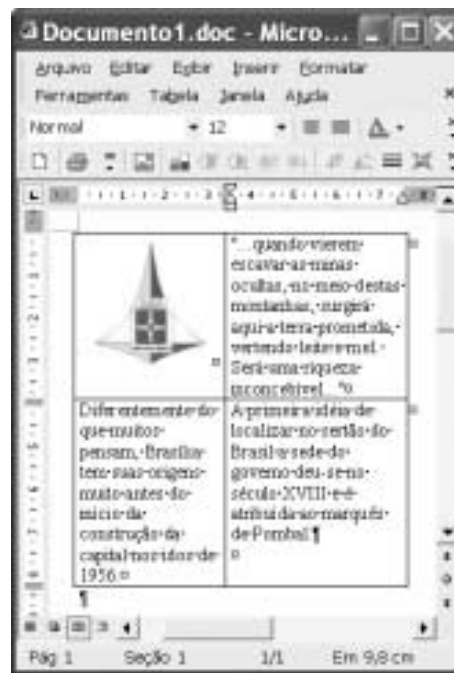 Documento1.doc - Micro...
Arquivo Editar Exibir Inserir Formatar
Ferramentas Tabela Janela Ajuda
Normal 12
"...quando vierem
escavar as minas
ocultas, no meio destas
montanhas, surgirá
aqui a terra prometida,
vertendo leite e mel.
Será uma riqueza
inconcebível..."
Diferentemente do
que muitos
pensam, Brasília
tem suas origens
muito antes do
início da
construção da
capital nos idos de
1956
A primeira idéia de
localizar no sertão do
Brasil a sede do
governo deu-se no
século XVIII e é
atribuída ao marquês
de Pombal ¶
¶
Pág 1 Seção 1 1/1 Em 9,8 cm